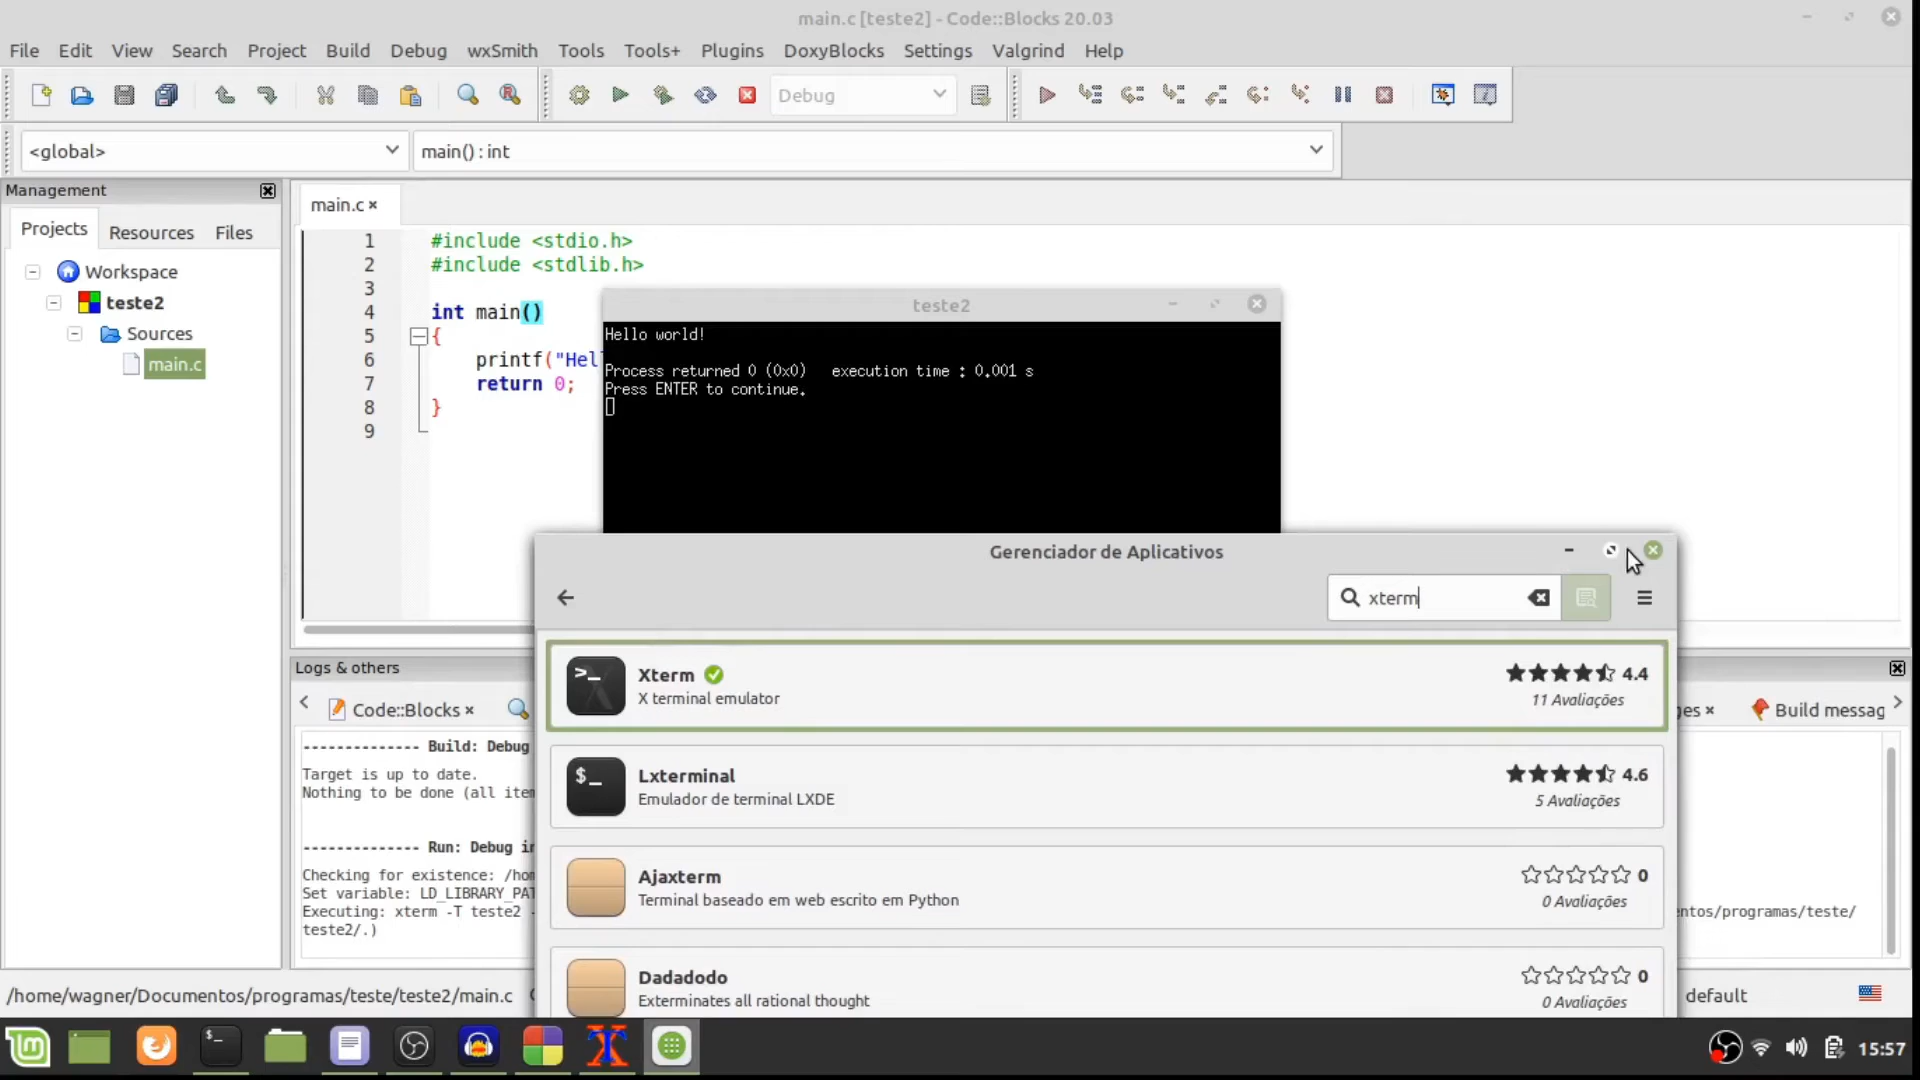 main.c [teste2] - Code::Blocks 20.03
File Edit View Search Project Build Debug wxSmith Tools Tools+ Plugins DoxyBlocks Settings Valgrind Help
Debug
<global>
main() : int
Management
Projects Resources Files
Workspace
teste2
Sources
main.c
main.c
1 #include <stdio.h>
2 #include <stdlib.h>
3
4 int main()
5 {
6 printf("Hell
7 return 0;
8 }
9
teste2
Hello world!
Process returned 0 (0x0) execution time : 0.001 s
Press ENTER to continue.
Gerenciador de Aplicativos
xterm
Xterm
X terminal emulator
4.4
11 Avaliações
Lxterminal
Emulador de terminal LXDE
4.6
5 Avaliações
Ajaxterm
Terminal baseado em web escrito em Python
0
0 Avaliações
Dadadodo
Exterminates all rational thought
0
0 Avaliações
Logs & others
Code::Blocks
ges
Build messag
-------------- Build: Debug
Target is up to date.
Nothing to be done (all item
-------------- Run: Debug in
Checking for existence: /hom
Set variable: LD_LIBRARY_PAT
Executing: xterm -T teste2 -
entos/programas/teste/
teste2/.)
/home/wagner/Documentos/programas/teste/teste2/main.c
default
15:57